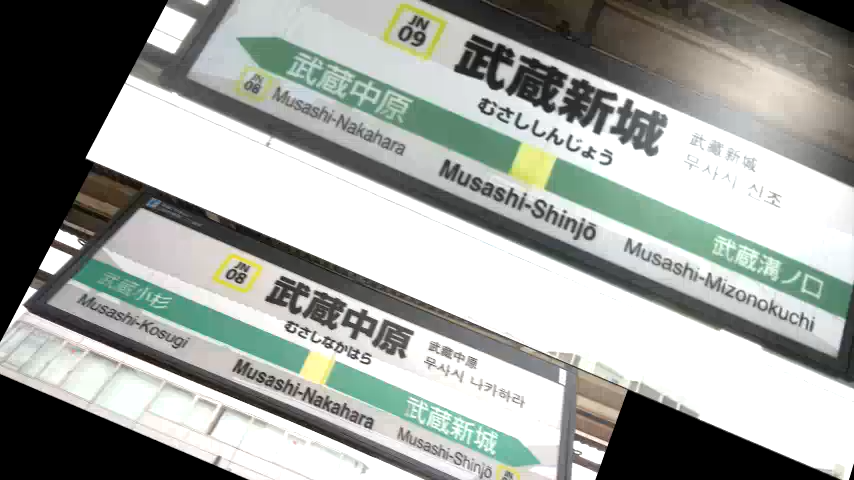 JN
09
武蔵新城
むさししんじょう
武蔵新城
무사시 신조
武蔵中原
JN
08
Musashi-Nakahara
Musashi-Shinjō
武蔵溝ノ口
Musashi-Mizonokuchi
JN
08
武蔵中原
むさしなかはら
武蔵中原
무사시 나카하라
武蔵小杉
Musashi-Kosugi
Musashi-Nakahara
武蔵新城
Musashi-Shinjō